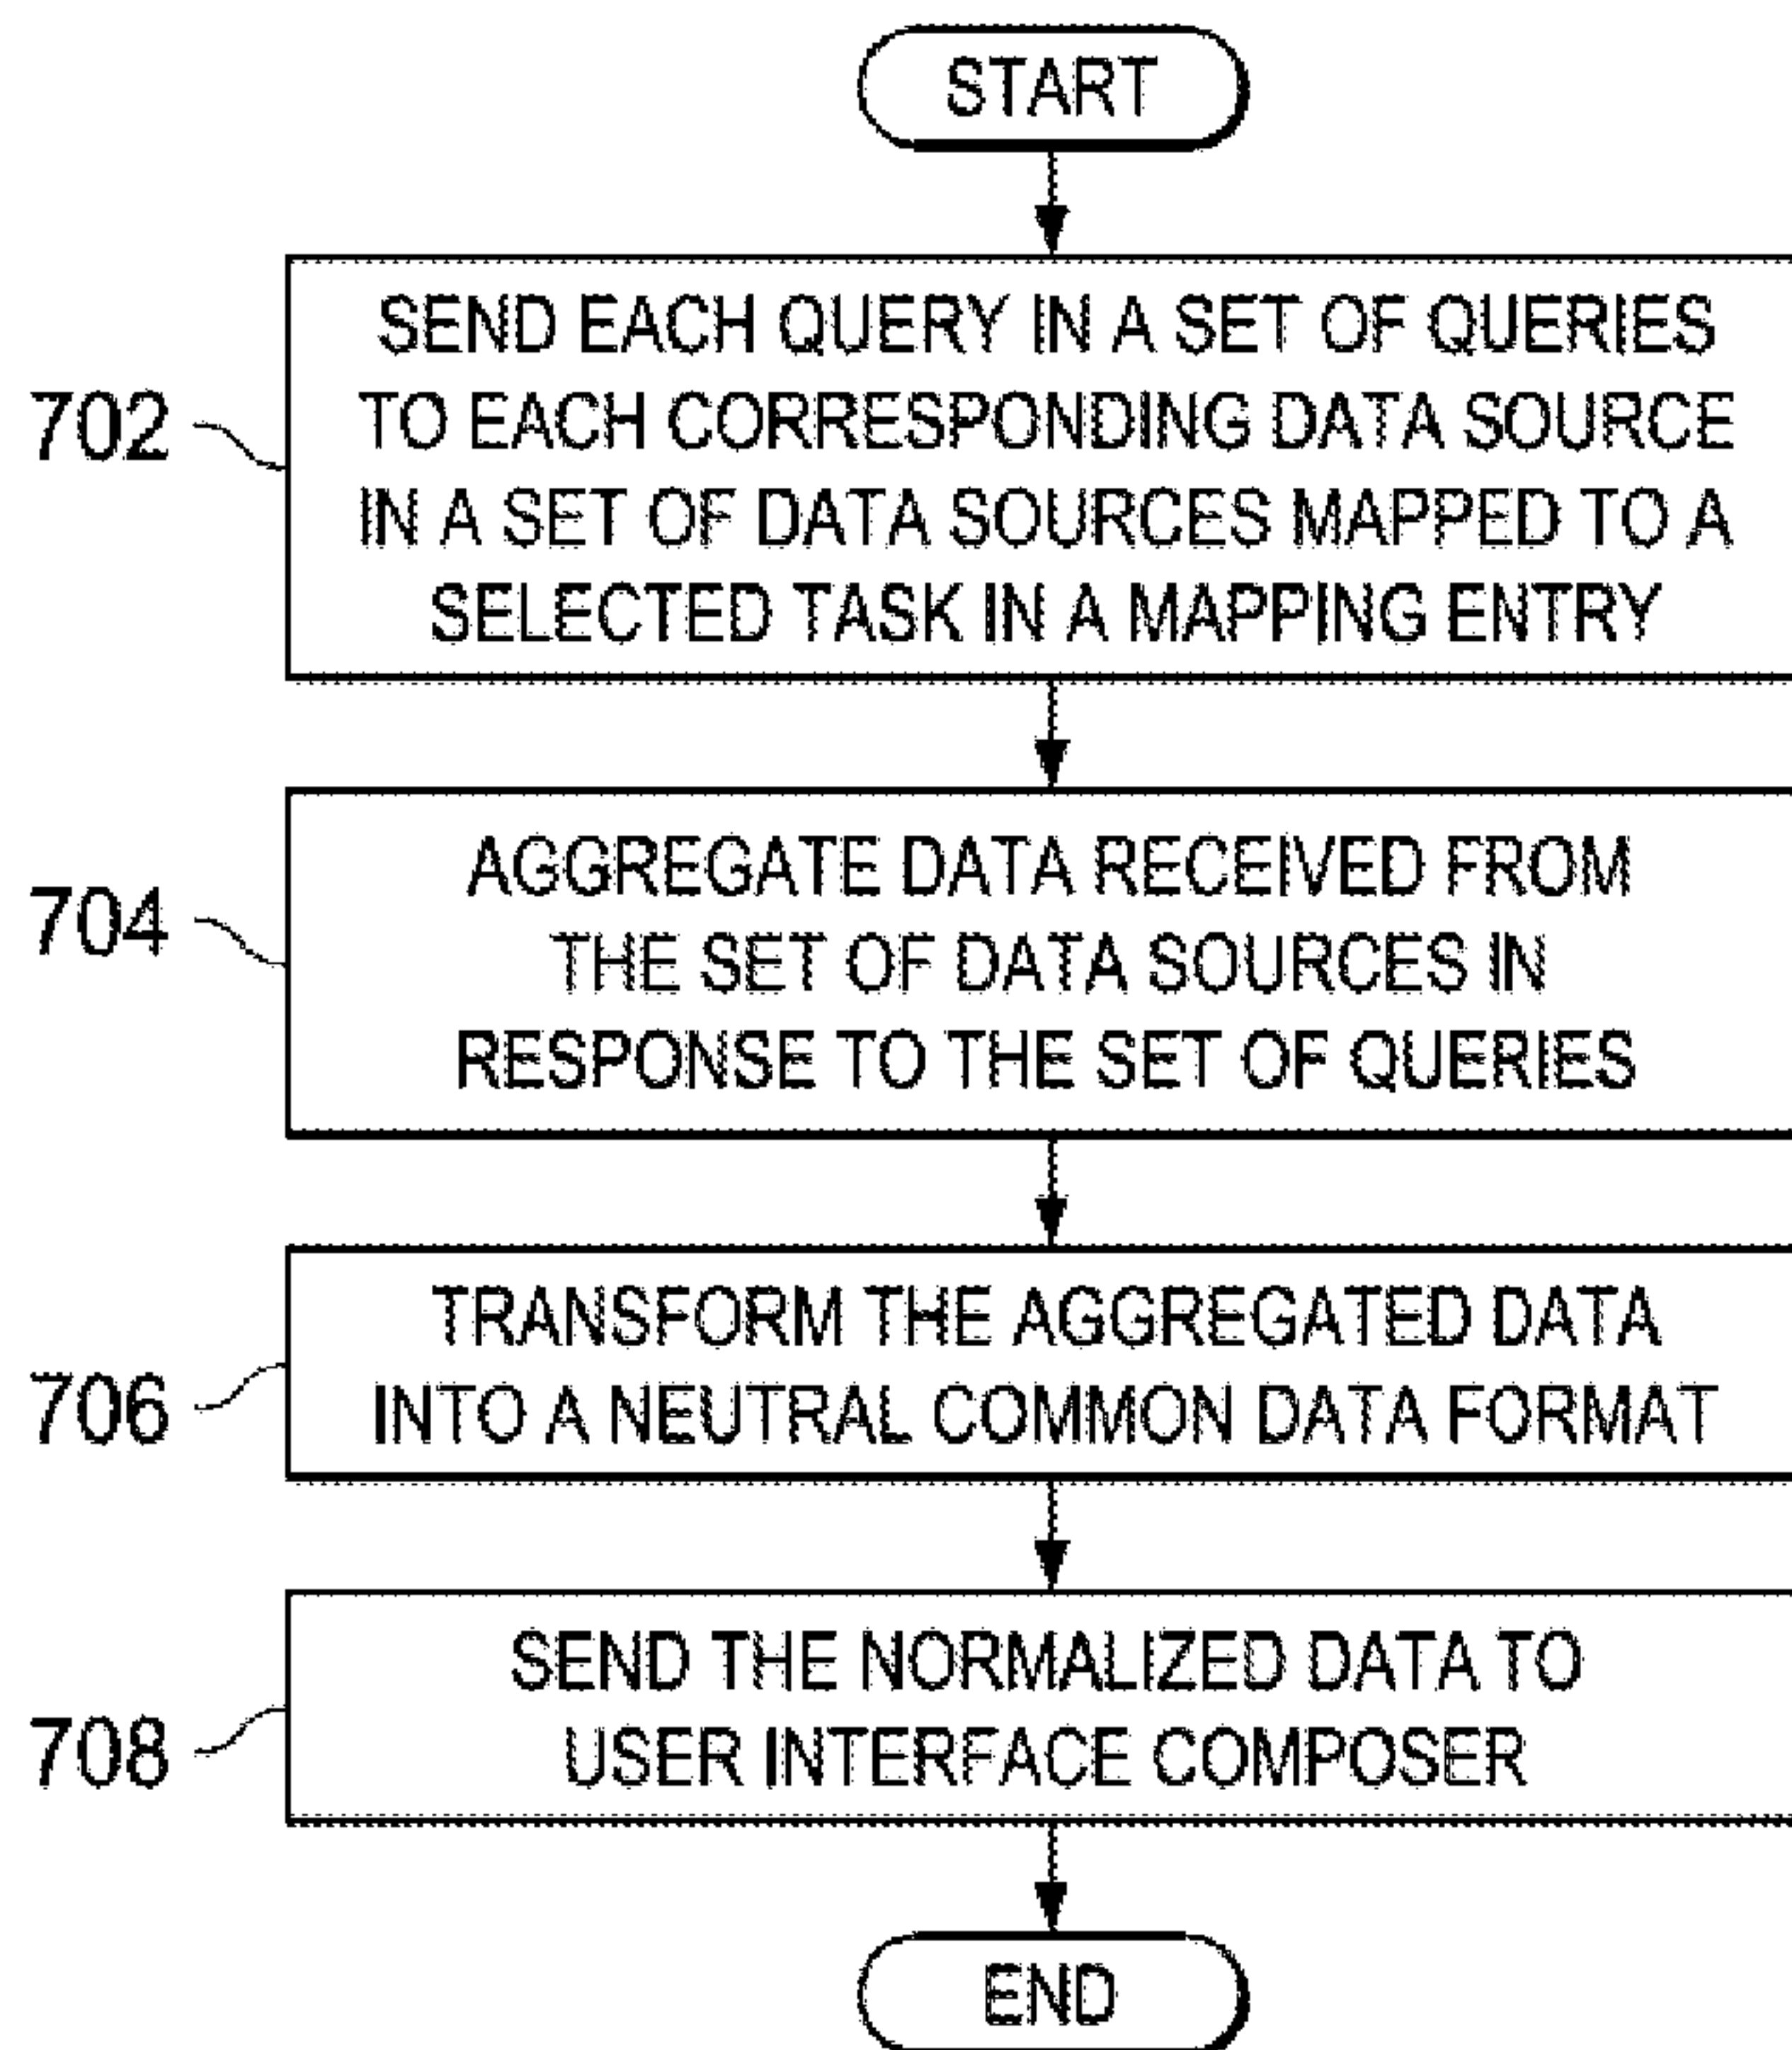 START
702
SEND EACH QUERY IN A SET OF QUERIES
TO EACH CORRESPONDING DATA SOURCE
IN A SET OF DATA SOURCES MAPPED TO A
SELECTED TASK IN A MAPPING ENTRY
704
AGGREGATE DATA RECEIVED FROM
THE SET OF DATA SOURCES IN
RESPONSE TO THE SET OF QUERIES
706
TRANSFORM THE AGGREGATED DATA
INTO A NEUTRAL COMMON DATA FORMAT
708
SEND THE NORMALIZED DATA TO
USER INTERFACE COMPOSER
END